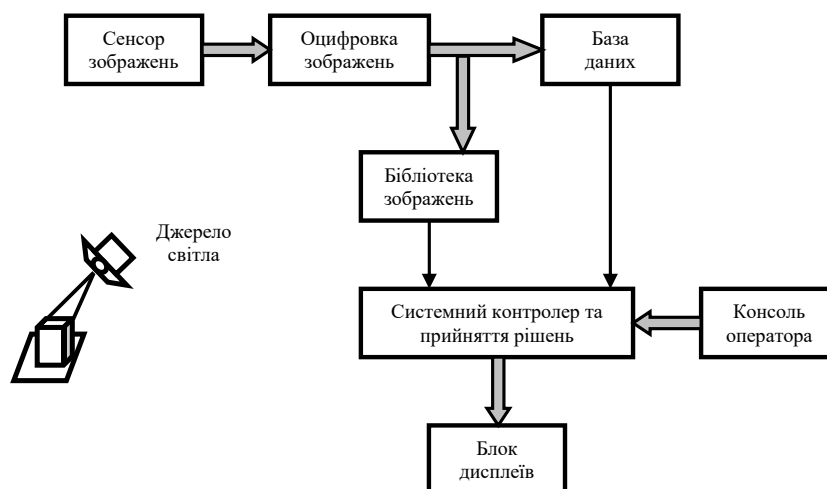 Сенсор
зображень
Оцифровка
зображень
База
даних
Бібліотека
зображень
Джерело
світла
Системний контролер та
прийняття рішень
Консоль
оператора
Блок
дисплеїв